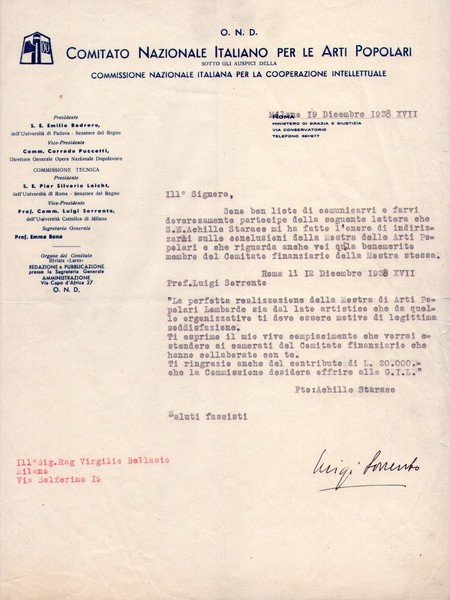 O. N. D.
COMITATO NAZIONALE ITALIANO PER LE ARTI POPOLARI
SOTTO GLI AUSPICI DELLA
COMMISSIONE NAZIONALE ITALIANA PER LA COOPERAZIONE INTELLETTUALE
Milano 19 Dicembre 1938 XVII
ROMA
MINISTERO DI GRAZIA E GIUSTIZIA
VIA CONSERVATORIO
TELEFONO
Presidente
S. E. Emilio Bodrero,
dell'Università di Padova - Senatore del Regno
Vice-Presidente
Comm. Corrado Puccetti,
Direttore Generale Opera Nazionale Dopolavoro
COMMISSIONE TECNICA
Presidente
S. E. Pier Silverio Leicht,
dell'Università di Roma - Senatore del Regno
Vice-Presidente
Prof. Comm. Luigi Sorrento,
dell'Università Cattolica di Milano
Segretaria Generale
Prof. Emma Bona
Organo del Comitato
Rivista «Lares»
REDAZIONE e PUBBLICAZIONE
presso la Segreteria Generale
AMMINISTRAZIONE
Via Capo d'Africa 27
O. N. D.
Ill° Signore,
Sono ben lieto di comunicarvi e farvi
doverosamente partecipe della seguente lettera che
S.E.Achille Starace mi ha fatto l'onore di indiriz-
zarmi sulle conclusioni della Mostra delle Arti Po-
polari e che riguarda anche voi quale benemerito
membro del Comitato finanziario della Mostra stessa.
Roma li 12 Dicembre 1938 XVII
Prof.Luigi Sorrento
"La perfetta realizzazione della Mostra di Arti Po-
polari Lombarde sia dal lato artistico che da quel-
lo organizzativo ti deve essere motivo di legittima
soddisfazione.
Ti esprimo il mio vivo compiacimento che vorrai e-
stendere ai camerati del Comitato finanziario che
hanno collaborato con te.
Ti ringrazio anche del contributo di L. 20.000.-
che la Commissione desidera offrire alla G.I.L."
Fto:Achille Starace
Saluti fascisti
Luigi Sorrento
Ill°Sig.Rag Virgilio Bellasio
Milano
Via Solferino 19